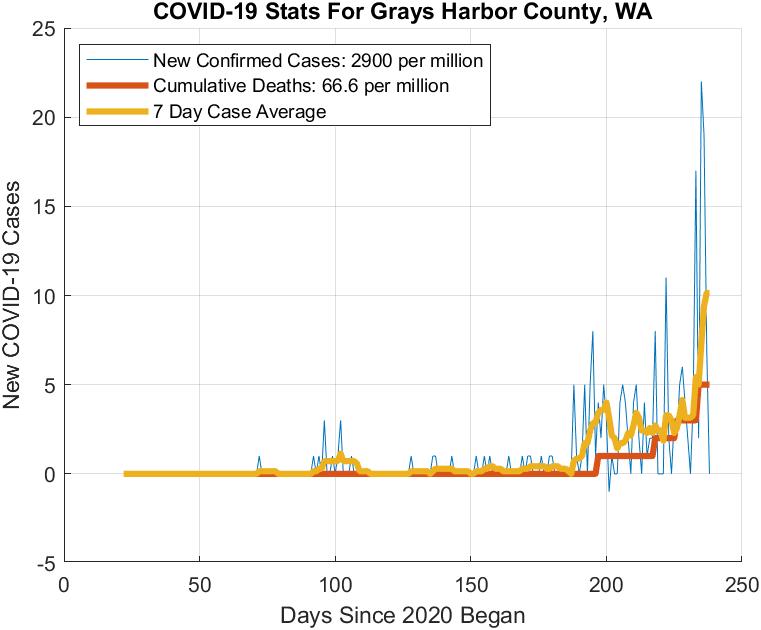 COVID-19 Stats For Grays Harbor County, WA
New Confirmed Cases: 2900 per million
Cumulative Deaths: 66.6 per million
7 Day Case Average
New COVID-19 Cases
25
20
15
10
5
0
-5
0 50 100 150 200 250
Days Since 2020 Began